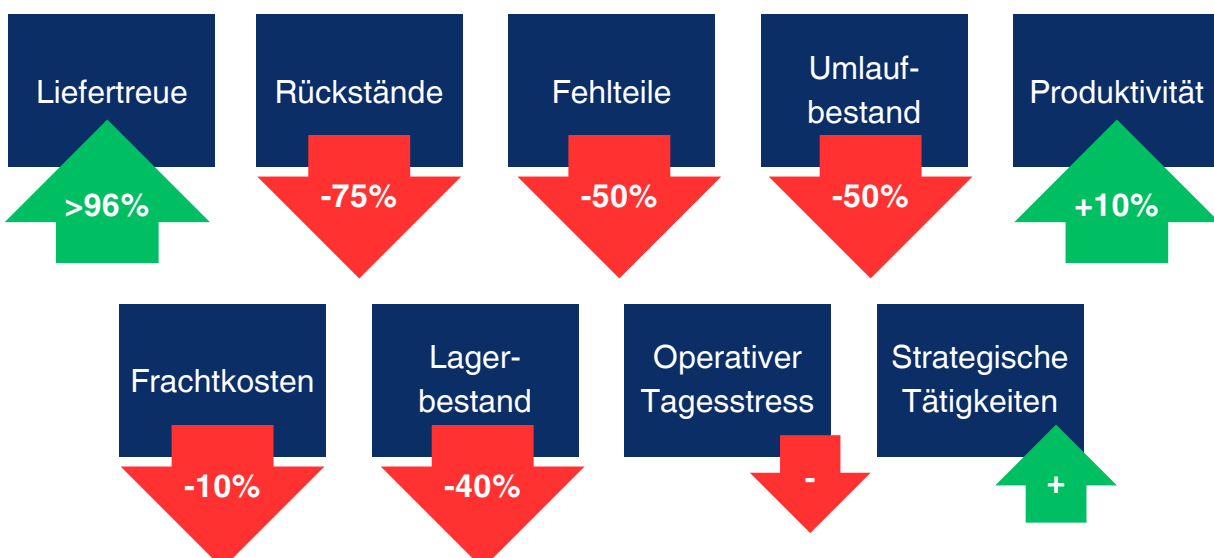 Liefertreue
>96%
Rückstände
-75%
Fehlteile
-50%
Umlauf-
bestand
-50%
Produktivität
+10%
Frachtkosten
-10%
Lager-
bestand
-40%
Operativer
Tagesstress
-
Strategische
Tätigkeiten
+